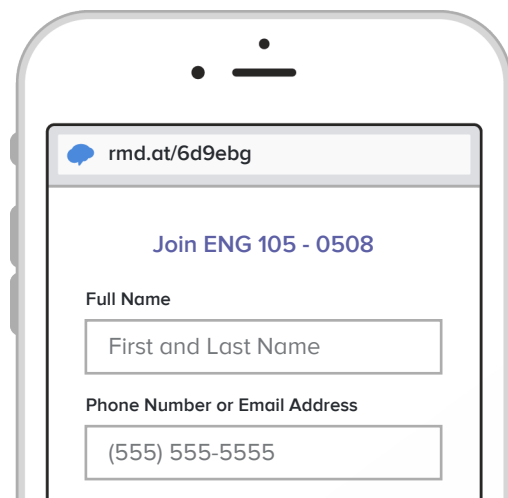 rmd.at/6d9ebg
Join ENG 105 - 0508
Full Name
First and Last Name
Phone Number or Email Address
(555) 555-5555